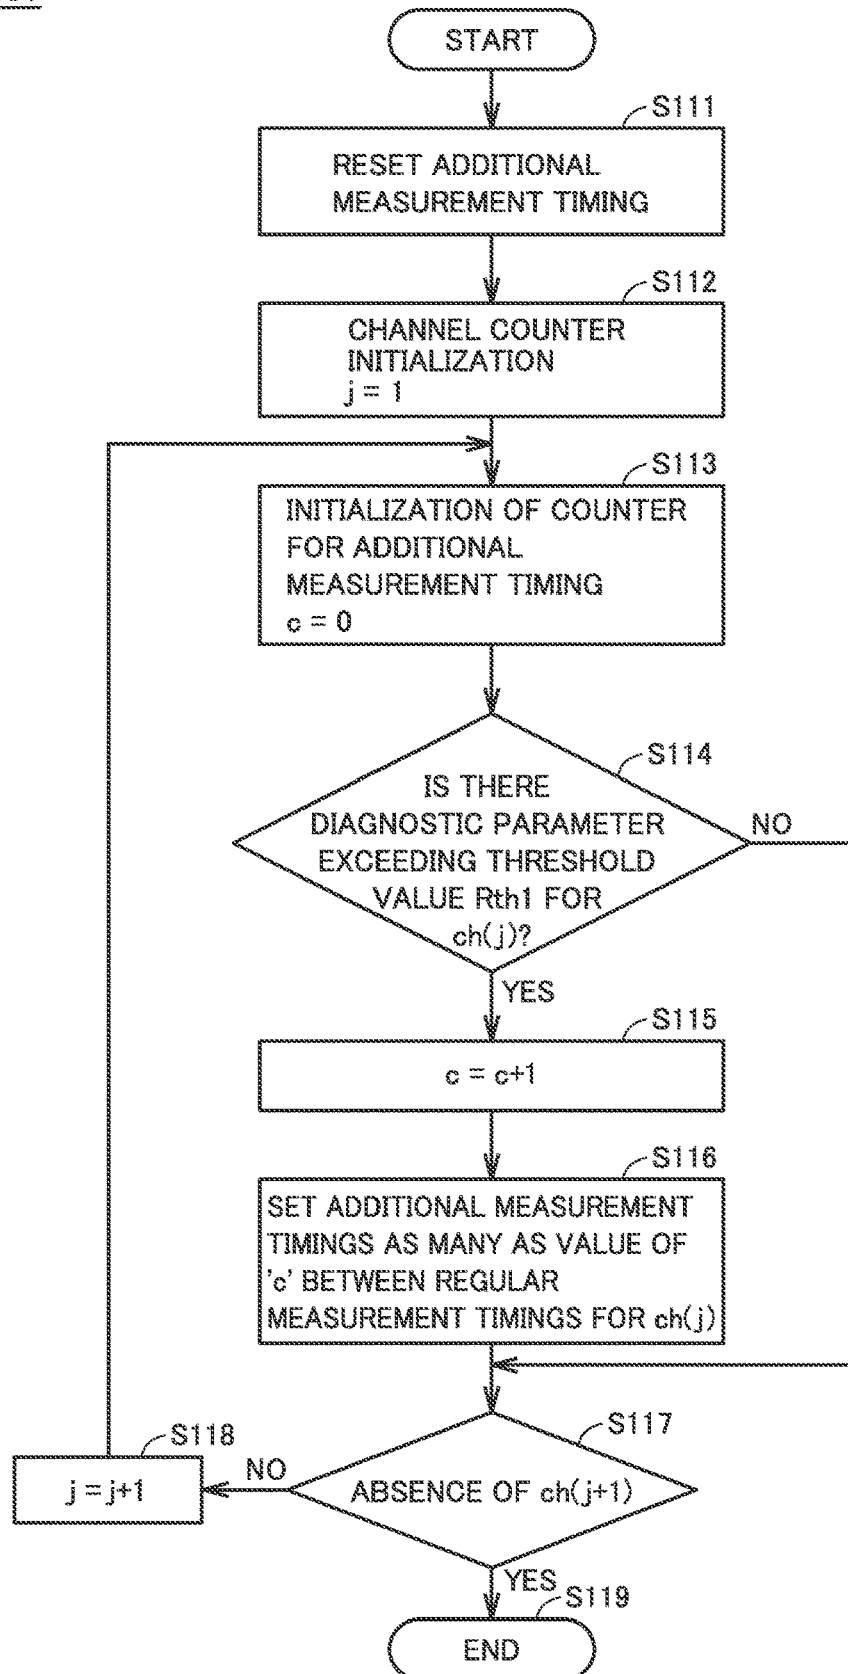 START
S111
RESET ADDITIONAL
MEASUREMENT TIMING
S112
CHANNEL COUNTER
INITIALIZATION
j = 1
S113
INITIALIZATION OF COUNTER
FOR ADDITIONAL
MEASUREMENT TIMING
c = 0
S114
IS THERE
DIAGNOSTIC PARAMETER
EXCEEDING THRESHOLD
VALUE Rth1 FOR
ch(j)?
NO
YES
S115
c = c+1
S116
SET ADDITIONAL MEASUREMENT
TIMINGS AS MANY AS VALUE OF
'c' BETWEEN REGULAR
MEASUREMENT TIMINGS FOR ch(j)
S117
ABSENCE OF ch(j+1)
NO
S118
j = j+1
YES
S119
END